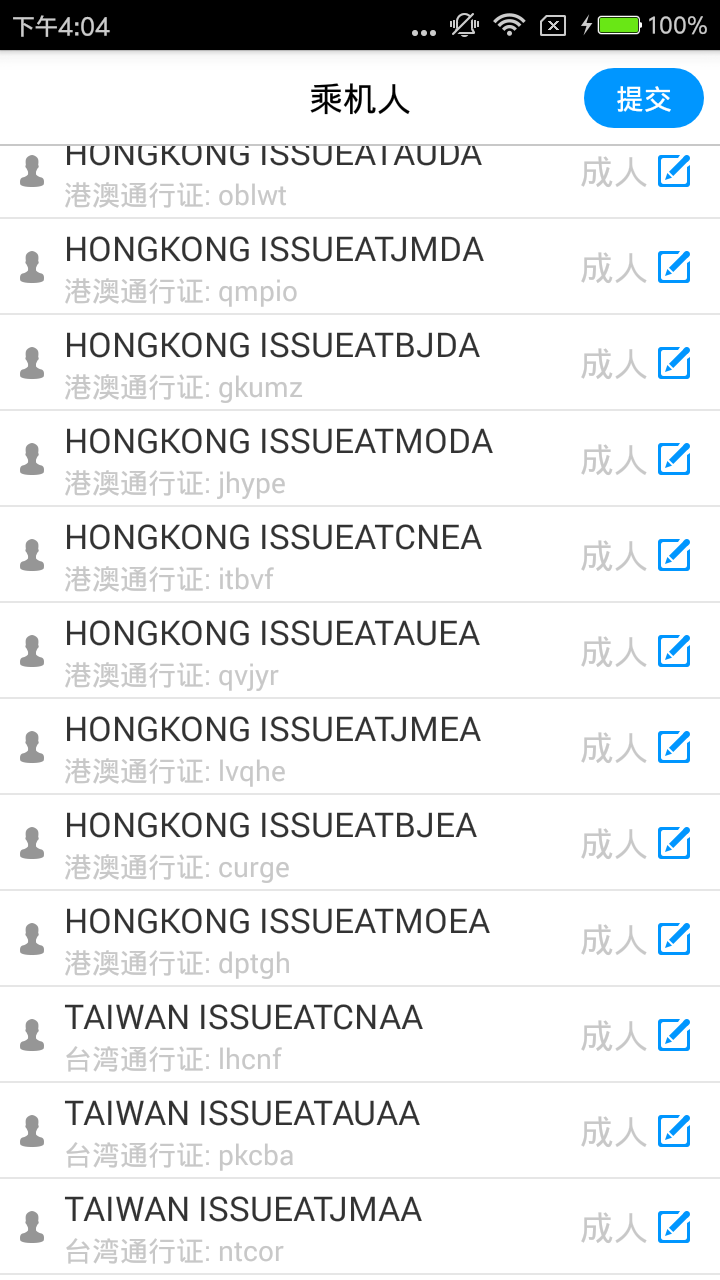 下午4:04
... 100%
乘机人
提交
HONGKONG ISSUEATAUDA
成人
港澳通行证: oblwt
HONGKONG ISSUEATJMDA
成人
港澳通行证: qmpio
HONGKONG ISSUEATBJDA
成人
港澳通行证: gkumz
HONGKONG ISSUEATMODA
成人
港澳通行证: jhype
HONGKONG ISSUEATCNEA
成人
港澳通行证: itbvf
HONGKONG ISSUEATAUEA
成人
港澳通行证: qvjyr
HONGKONG ISSUEATJMEA
成人
港澳通行证: lvqhe
HONGKONG ISSUEATBJEA
成人
港澳通行证: curge
HONGKONG ISSUEATMOEA
成人
港澳通行证: dptgh
TAIWAN ISSUEATCNAA
成人
台湾通行证: lhcnf
TAIWAN ISSUEATAUAA
成人
台湾通行证: pkcba
TAIWAN ISSUEATJMAA
成人
台湾通行证: ntcor